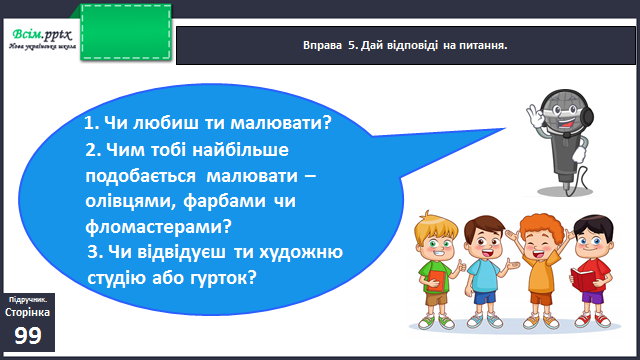 Всім.pptx
Нова українська школа
Вправа 5. Дай відповіді на питання.
1. Чи любиш ти малювати?
2. Чим тобі найбільше
подобається малювати –
олівцями, фарбами чи
фломастерами?
3. Чи відвідуєш ти художню
студію або гурток?
Підручник.
Сторінка
99